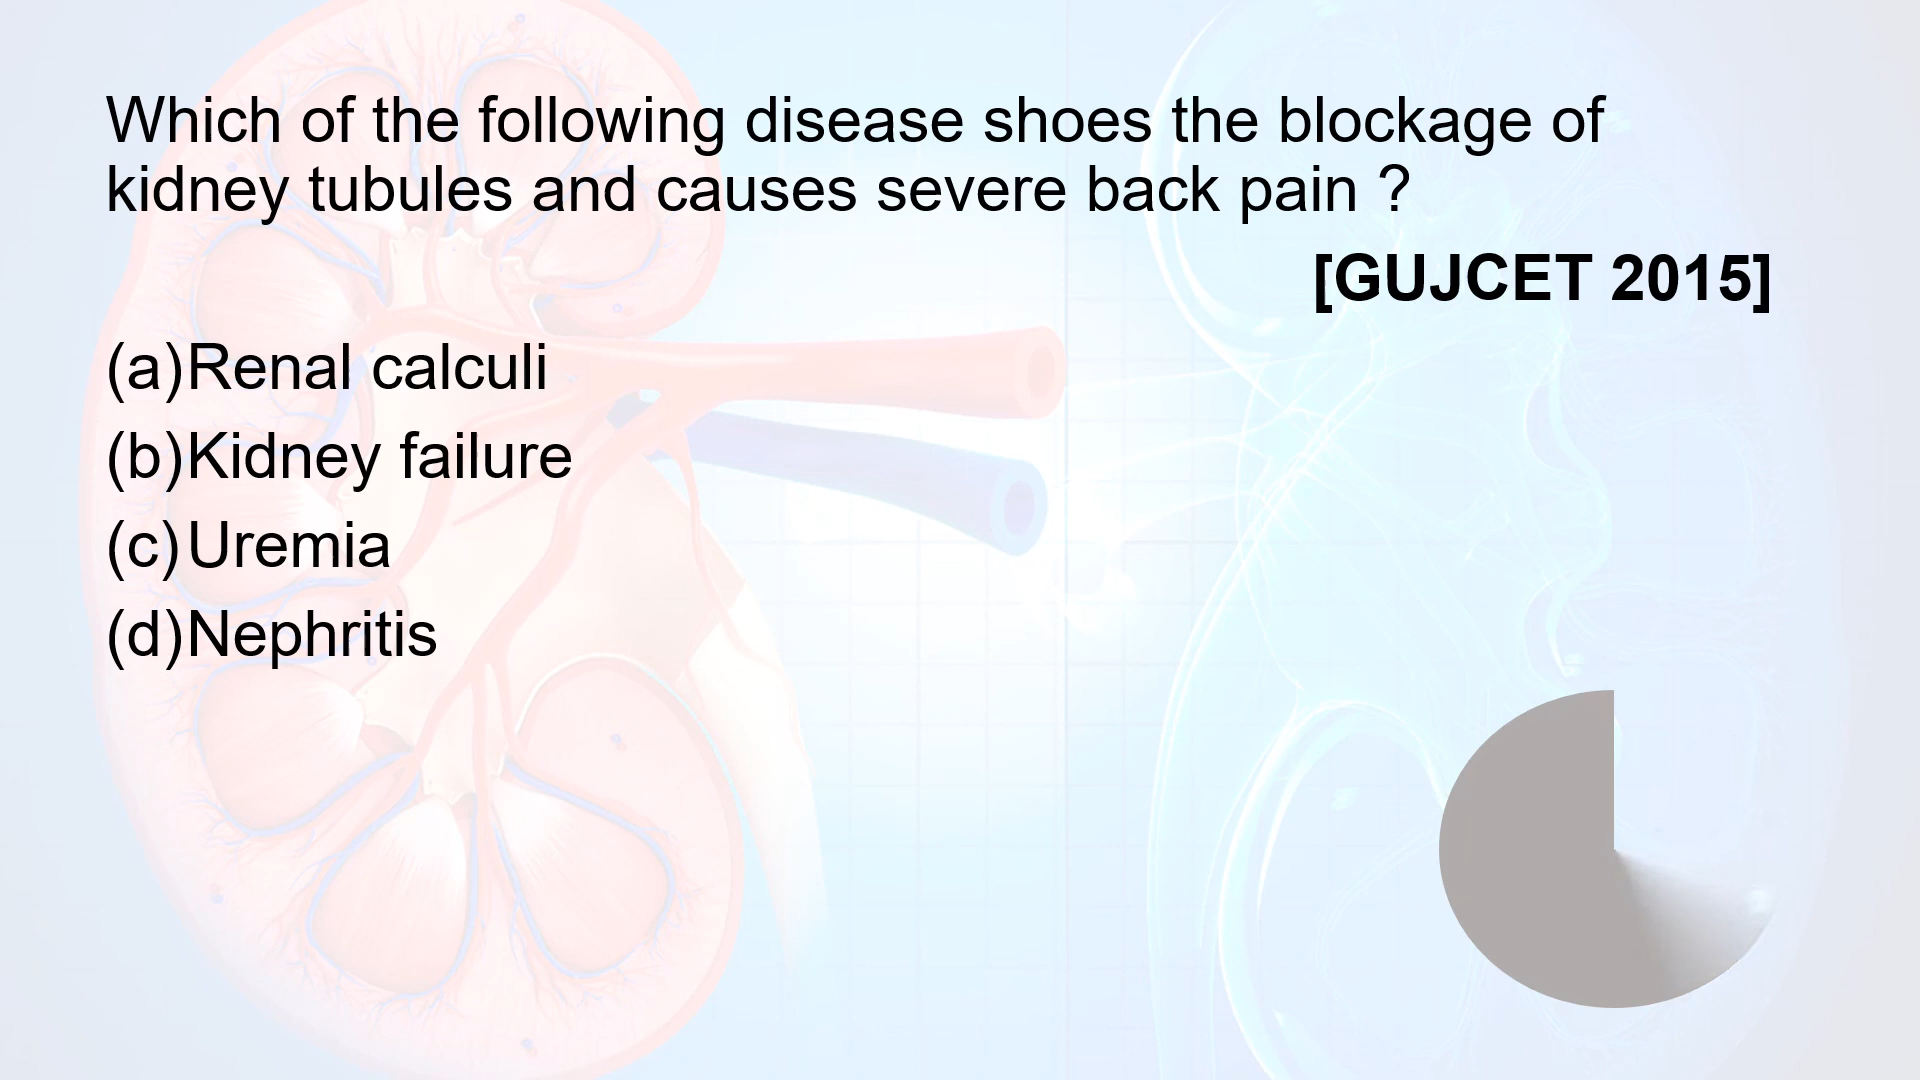 Which of the following disease shoes the blockage of
kidney tubules and causes severe back pain ?
[GUJCET 2015]
(a)Renal calculi
(b)Kidney failure
(c)Uremia
(d)Nephritis